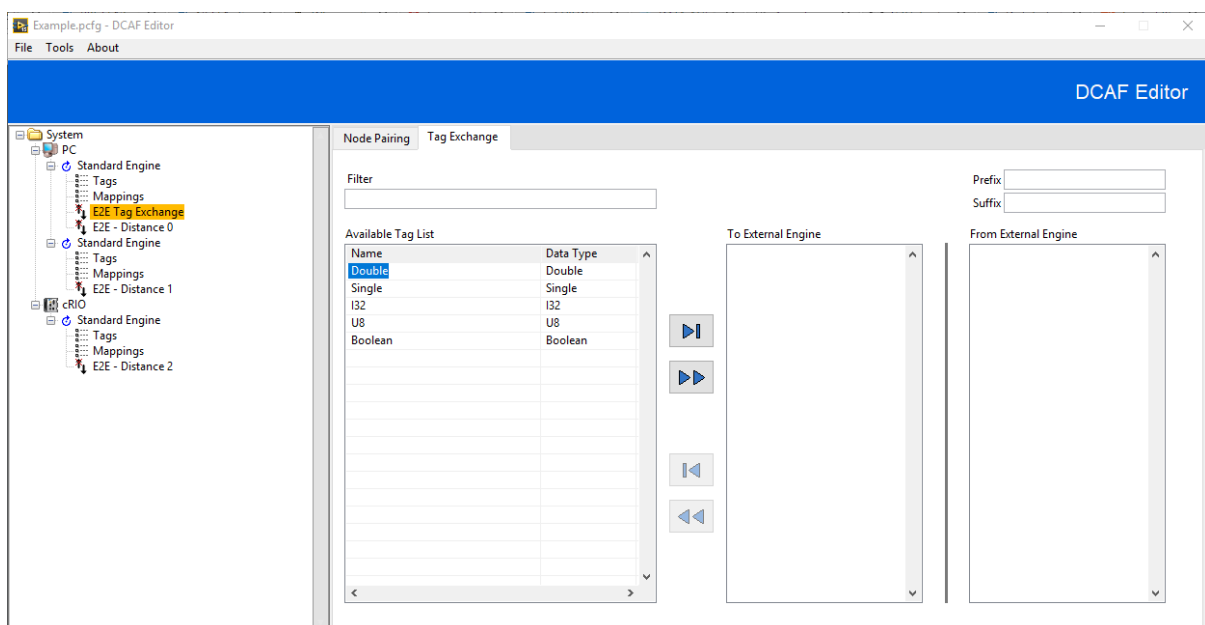 Example.pcfg - DCAF Editor
File Tools About
DCAF Editor
System
PC
Standard Engine
Tags
Mappings
E2E Tag Exchange
E2E - Distance 0
Standard Engine
Tags
Mappings
E2E - Distance 1
cRIO
Standard Engine
Tags
Mappings
E2E - Distance 2
Node Pairing Tag Exchange
Filter
Prefix
Suffix
Available Tag List
Name Data Type
Double Double
Single Single
I32 I32
U8 U8
Boolean Boolean
To External Engine
From External Engine